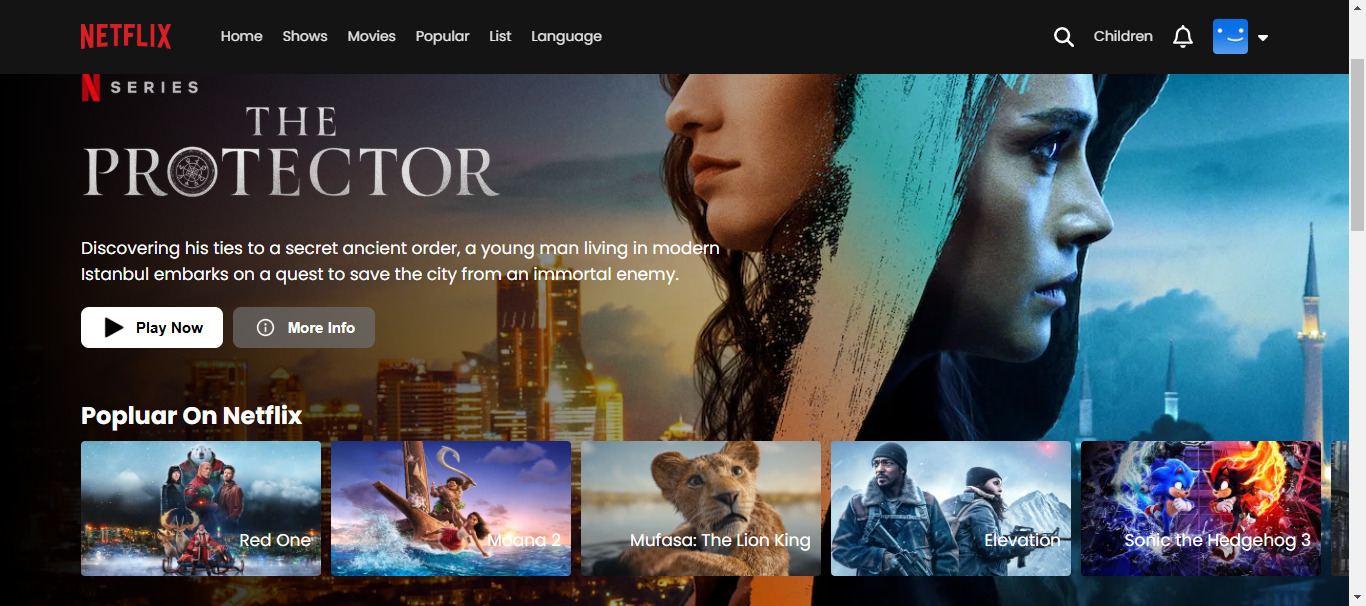 NETFLIX Home Shows Movies Popular List Language Children
N SERIES
THE
PROTECTOR
Discovering his ties to a secret ancient order, a young man living in modern
Istanbul embarks on a quest to save the city from an immortal enemy.
Play Now More Info
Popluar On Netflix
Red One Moana 2 Mufasa: The Lion King Elevation Sonic the Hedgehog 3